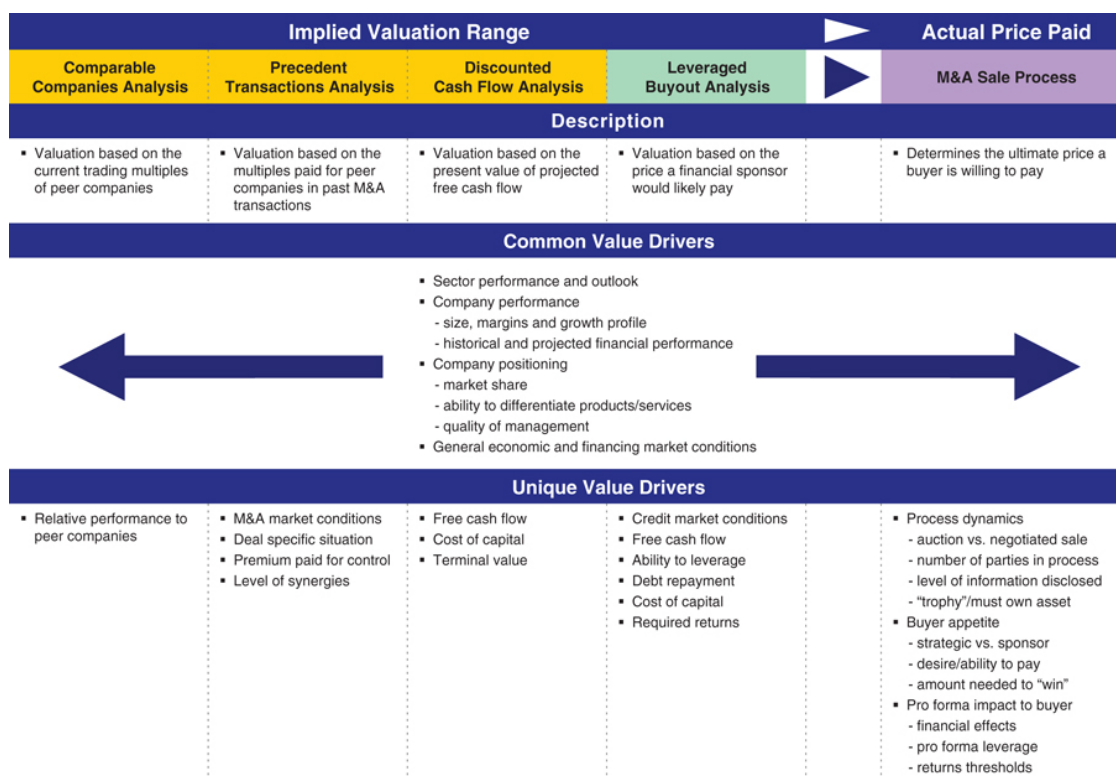 Implied Valuation Range
Actual Price Paid
Comparable
Companies Analysis
Precedent
Transactions Analysis
Discounted
Cash Flow Analysis
Leveraged
Buyout Analysis
M&A Sale Process
Description
▪ Valuation based on the
current trading multiples
of peer companies
▪ Valuation based on the
multiples paid for peer
companies in past M&A
transactions
▪ Valuation based on the
present value of projected
free cash flow
▪ Valuation based on the
price a financial sponsor
would likely pay
▪ Determines the ultimate price a
buyer is willing to pay
Common Value Drivers
▪ Sector performance and outlook
▪ Company performance
- size, margins and growth profile
- historical and projected financial performance
▪ Company positioning
- market share
- ability to differentiate products/services
- quality of management
▪ General economic and financing market conditions
Unique Value Drivers
▪ Relative performance to
peer companies
▪ M&A market conditions
▪ Deal specific situation
▪ Premium paid for control
▪ Level of synergies
▪ Free cash flow
▪ Cost of capital
▪ Terminal value
▪ Credit market conditions
▪ Free cash flow
▪ Ability to leverage
▪ Debt repayment
▪ Cost of capital
▪ Required returns
▪ Process dynamics
- auction vs. negotiated sale
- number of parties in process
- level of information disclosed
- “trophy”/must own asset
▪ Buyer appetite
- strategic vs. sponsor
- desire/ability to pay
- amount needed to “win”
▪ Pro forma impact to buyer
- financial effects
- pro forma leverage
- returns thresholds